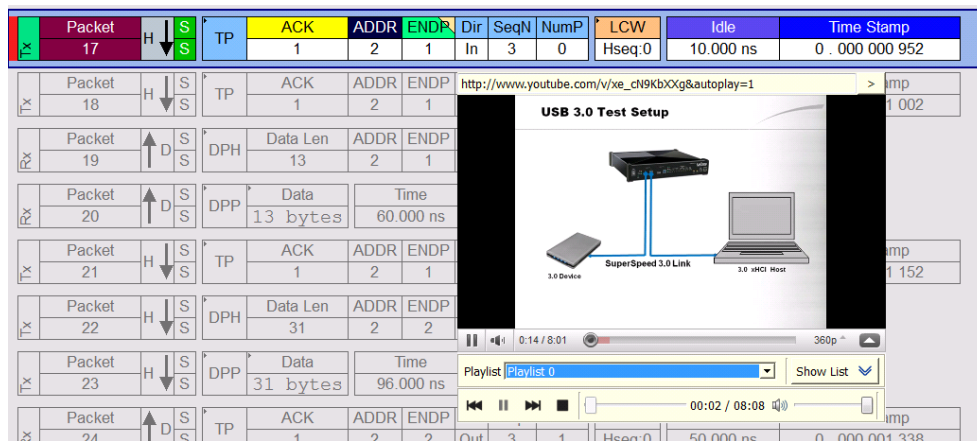 Tx Packet H S TP ACK ADDR ENDP Dir SeqN NumP LCW Idle Time Stamp
17 S 1 2 1 In 3 0 Hseq:0 10.000 ns 0 . 000 000 952
http://www.youtube.com/v/xe_cN9KbXXg&autoplay=1 >
Tx Packet H S TP ACK ADDR ENDP
18 S 1 2 1 1 002
USB 3.0 Test Setup
Rx Packet D S DPH Data Len ADDR ENDP
19 S 13 2 1
Rx Packet D S DPP Data Time
20 S 13 bytes 60.000 ns
Tx Packet H S TP ACK ADDR ENDP
21 S 1 2 1 1 152
SuperSpeed 3.0 Link
3.0 Device
3.0 xHCI Host
Tx Packet H S DPH Data Len ADDR ENDP
22 S 31 2 2
0:14 / 8:01 360p
Tx Packet H S DPP Data Time
23 S 31 bytes 96.000 ns
Playlist Playlist 0 Show List
00:02 / 08:08
Packet D S TP ACK ADDR ENDP
24 S 1 2 2 Out 3 1 Hseq:0 50.000 ns 0 . 000 001 338